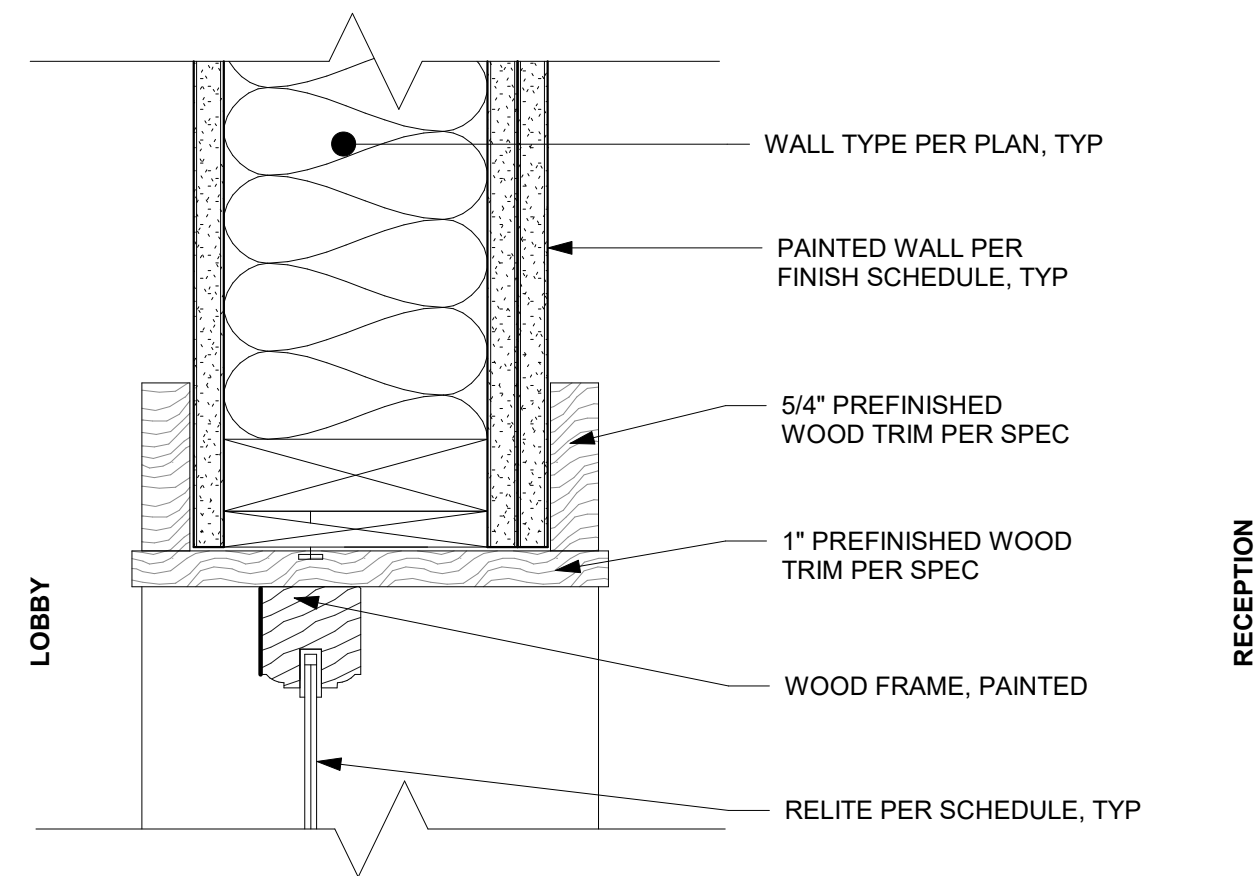 WALL TYPE PER PLAN, TYP
PAINTED WALL PER
FINISH SCHEDULE, TYP
5/4" PREFINISHED
WOOD TRIM PER SPEC
1" PREFINISHED WOOD
TRIM PER SPEC
LOBBY
RECEPTION
WOOD FRAME, PAINTED
RELITE PER SCHEDULE, TYP